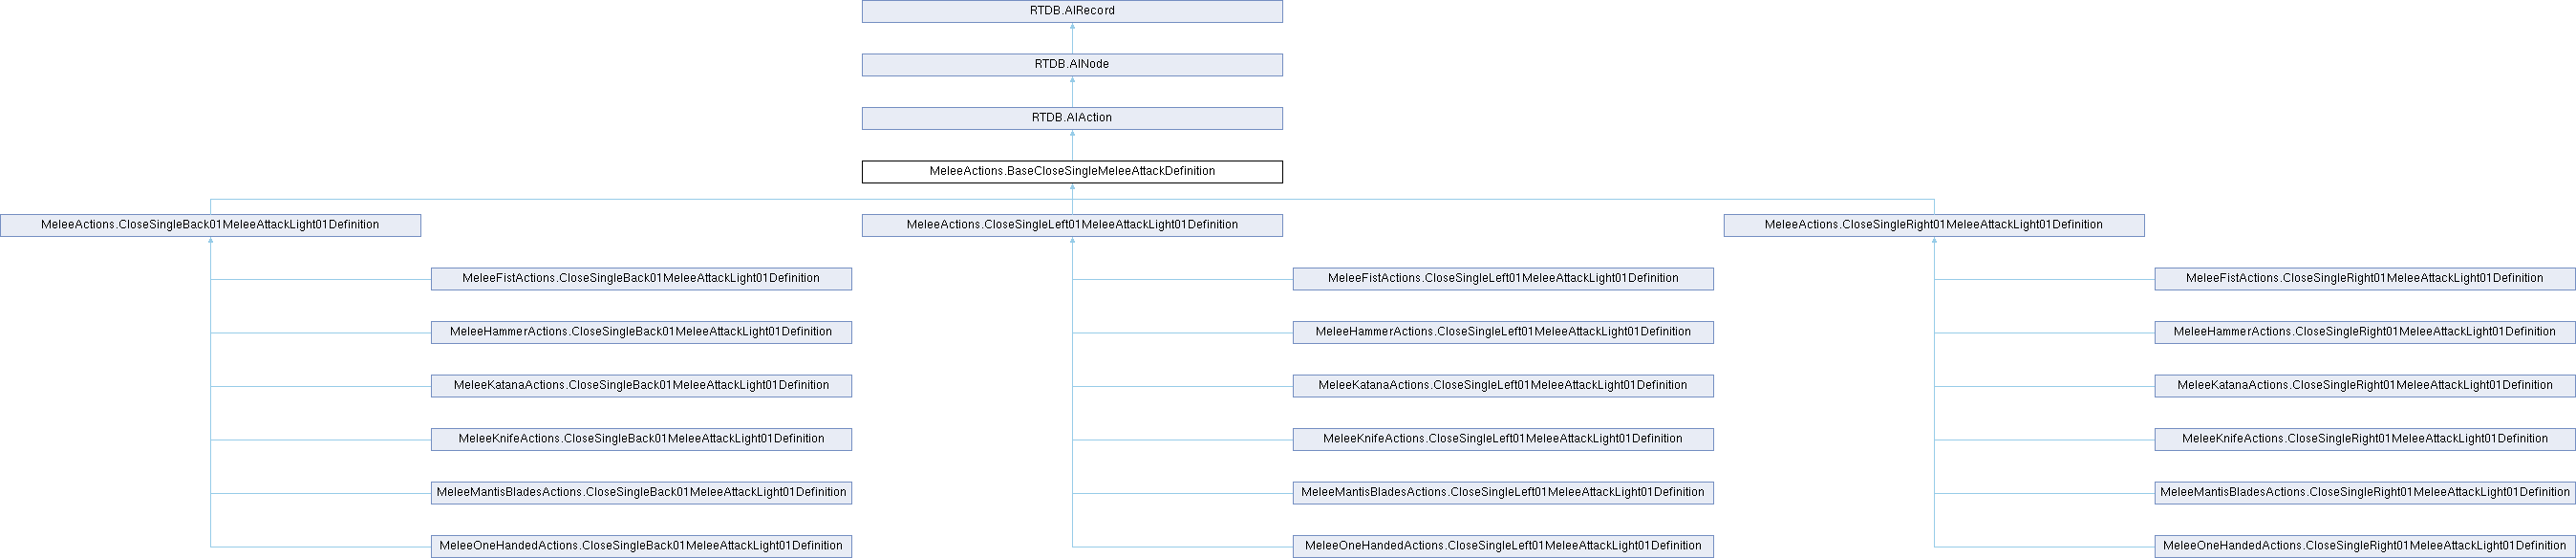 RTDB.AIRecord
RTDB.AINode
RTDB.AIAction
MeleeActions.BaseCloseSingleMeleeAttackDefinition
MeleeActions.CloseSingleBack01MeleeAttackLight01Definition
MeleeActions.CloseSingleLeft01MeleeAttackLight01Definition
MeleeActions.CloseSingleRight01MeleeAttackLight01Definition
MeleeFistActions.CloseSingleBack01MeleeAttackLight01Definition
MeleeFistActions.CloseSingleLeft01MeleeAttackLight01Definition
MeleeFistActions.CloseSingleRight01MeleeAttackLight01Definition
MeleeHammerActions.CloseSingleBack01MeleeAttackLight01Definition
MeleeHammerActions.CloseSingleLeft01MeleeAttackLight01Definition
MeleeHammerActions.CloseSingleRight01MeleeAttackLight01Definition
MeleeKatanaActions.CloseSingleBack01MeleeAttackLight01Definition
MeleeKatanaActions.CloseSingleLeft01MeleeAttackLight01Definition
MeleeKatanaActions.CloseSingleRight01MeleeAttackLight01Definition
MeleeKnifeActions.CloseSingleBack01MeleeAttackLight01Definition
MeleeKnifeActions.CloseSingleLeft01MeleeAttackLight01Definition
MeleeKnifeActions.CloseSingleRight01MeleeAttackLight01Definition
MeleeMantisBladesActions.CloseSingleBack01MeleeAttackLight01Definition
MeleeMantisBladesActions.CloseSingleLeft01MeleeAttackLight01Definition
MeleeMantisBladesActions.CloseSingleRight01MeleeAttackLight01Definition
MeleeOneHandedActions.CloseSingleBack01MeleeAttackLight01Definition
MeleeOneHandedActions.CloseSingleLeft01MeleeAttackLight01Definition
MeleeOneHandedActions.CloseSingleRight01MeleeAttackLight01Definition